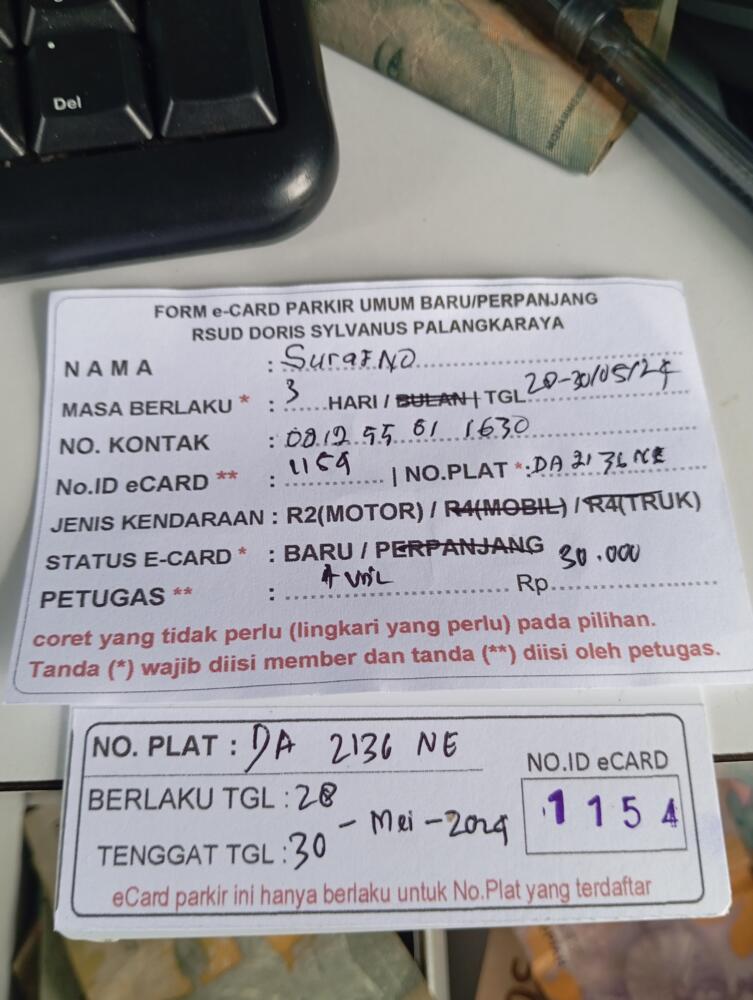 Del
FORM e-CARD PARKIR UMUM BARU/PERPANJANG
RSUD DORIS SYLVANUS PALANGKARAYA
NAMA : SuratNO
MASA BERLAKU * : 3 HARI / BULAN | TGL 28-30/05/24
NO. KONTAK : 0812 55 81 1630
No.ID eCARD ** : 1154 | NO.PLAT *: DA 2136 NE
JENIS KENDARAAN : R2(MOTOR) / R4(MOBIL) / R4(TRUK)
STATUS E-CARD * : BARU / PERPANJANG
PETUGAS ** : Rp 30.000
coret yang tidak perlu (lingkari yang perlu) pada pilihan.
Tanda (*) wajib diisi member dan tanda (**) diisi oleh petugas.
NO. PLAT : DA 2136 NE
NO.ID eCARD
BERLAKU TGL : 28
1154
- Mei - 2024
TENGGAT TGL : 30
eCard parkir ini hanya berlaku untuk No.Plat yang terdaftar